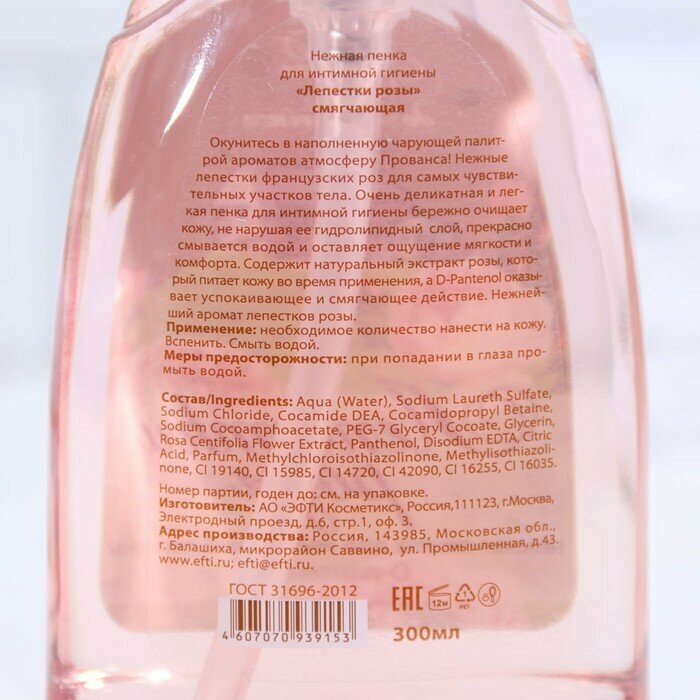 Нежная пенка
для интимной гигиены
«Лепестки розы»
смягчающая
Окунитесь в наполненную чарующей палит-
рой ароматов атмосферу Прованса! Нежные
лепестки французских роз для самых чувстви-
тельных участков тела. Очень деликатная и лег-
кая пенка для интимной гигиены бережно очищает
кожу, не нарушая ее гидролипидный слой, прекрасно
смывается водой и оставляет ощущение мягкости и
комфорта. Содержит натуральный экстракт розы, кото-
рый питает кожу во время применения, а D-Pantenol оказы-
вает успокаивающее и смягчающее действие. Нежней-
ший аромат лепестков розы.
Применение: необходимое количество нанести на кожу.
Вспенить. Смыть водой.
Меры предосторожности: при попадании в глаза про-
мыть водой.
Состав/Ingredients: Aqua (Water), Sodium Laureth Sulfate,
Sodium Chloride, Cocamide DEA, Cocamidopropyl Betaine,
Sodium Cocoamphoacetate, PEG-7 Glyceryl Cocoate, Glycerin,
Rosa Centifolia Flower Extract, Panthenol, Disodium EDTA, Citric
Acid, Parfum, Methylchloroisothiazolinone, Methylisothiazoli-
none, CI 19140, CI 15985, CI 14720, CI 42090, CI 16255, CI 16035.
Номер партии, годен до: см. на упаковке.
Изготовитель: АО «ЭФТИ Косметикс», Россия,111123, г.Москва,
Электродный проезд, д.6, стр.1, оф. 3.
Адрес производства: Россия, 143985, Московская обл.,
г. Балашиха, микрорайон Саввино, ул. Промышленная, д.43.
www.efti.ru; efti@efti.ru.
ГОСТ 31696-2012
4607070939153
EAC 12м 1 PET
300мл